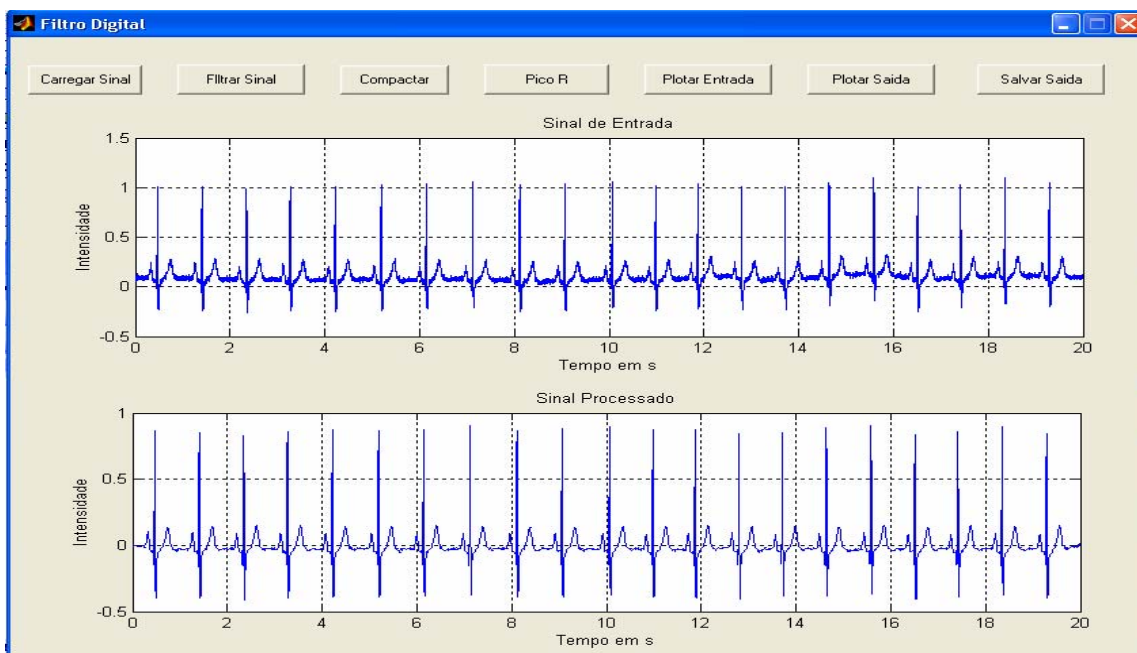 Filtro Digital
Carregar Sinal
FIltrar Sinal
Compactar
Pico R
Plotar Entrada
Plotar Saida
Salvar Saida
Sinal de Entrada
Intensidade
1.5
1
0.5
0
-0.5
0 2 4 6 8 10 12 14 16 18 20
Tempo em s
Sinal Processado
Intensidade
1
0.5
0
-0.5
0 2 4 6 8 10 12 14 16 18 20
Tempo em s